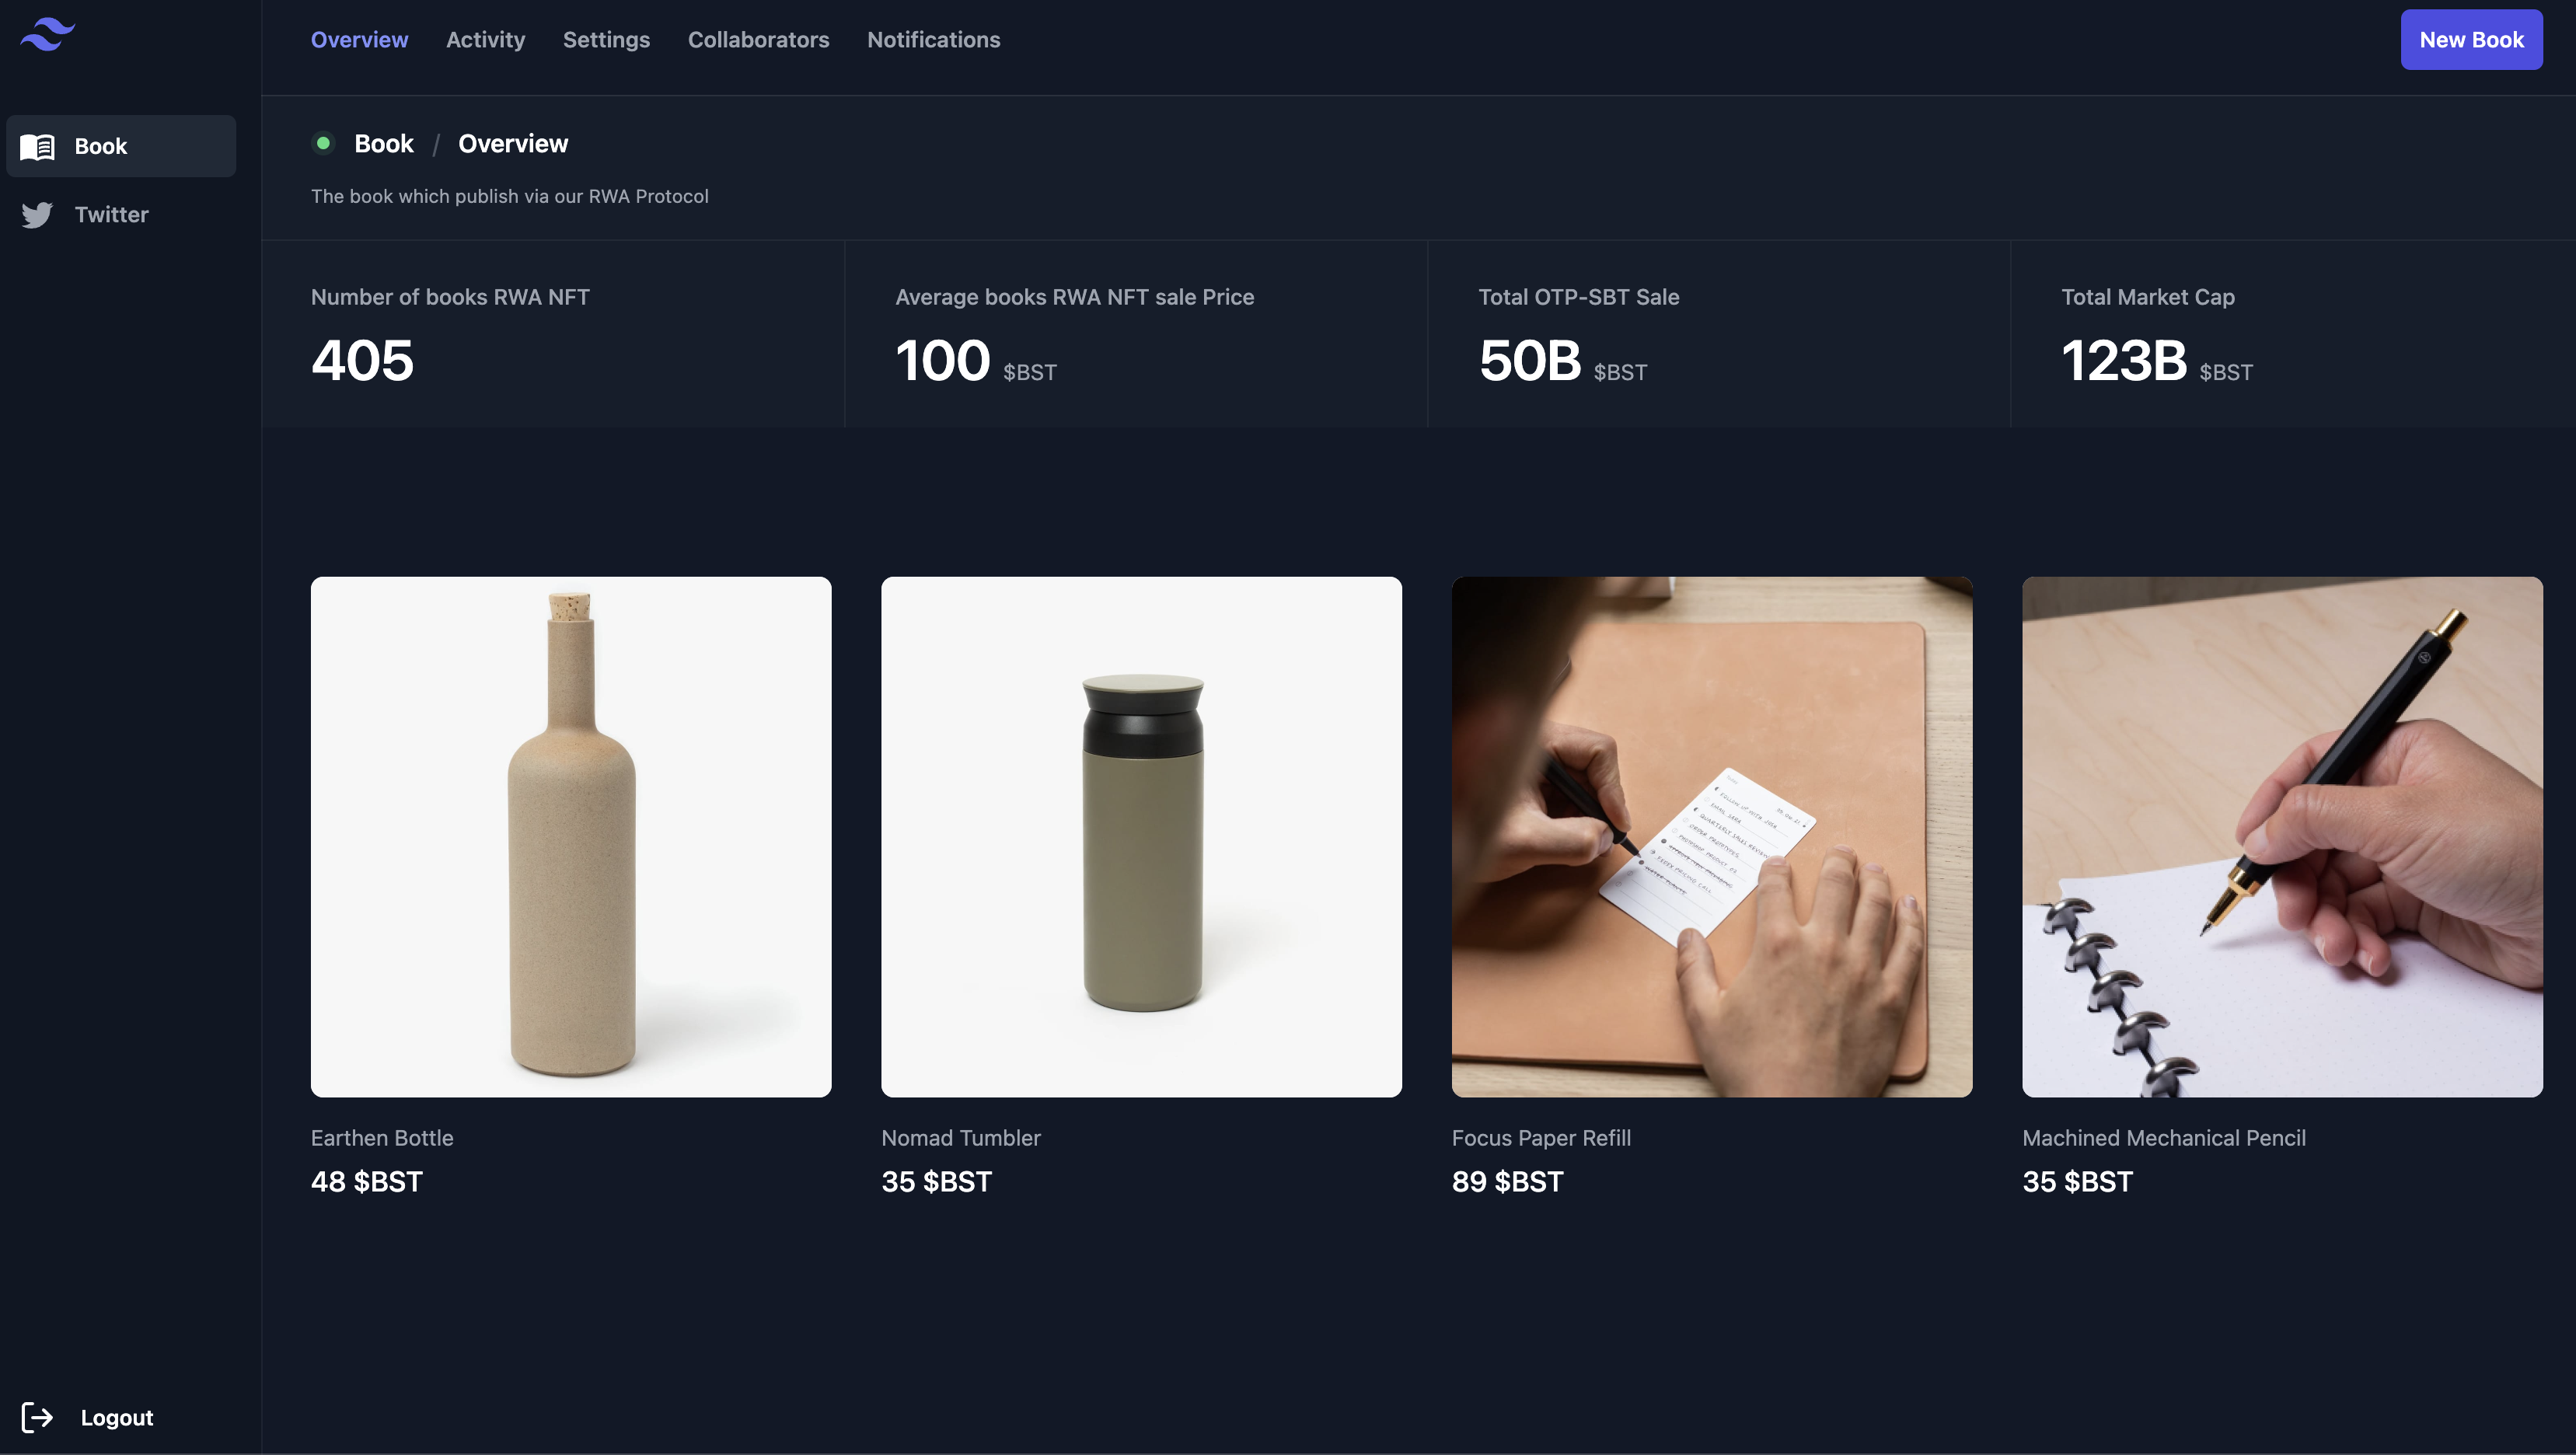 Overview Activity Settings Collaborators Notifications New Book
Book
Twitter
Book / Overview
The book which publish via our RWA Protocol
Number of books RWA NFT
405
Average books RWA NFT sale Price
100 $BST
Total OTP-SBT Sale
50B $BST
Total Market Cap
123B $BST
Earthen Bottle
48 $BST
Nomad Tumbler
35 $BST
Focus Paper Refill
89 $BST
Machined Mechanical Pencil
35 $BST
Logout